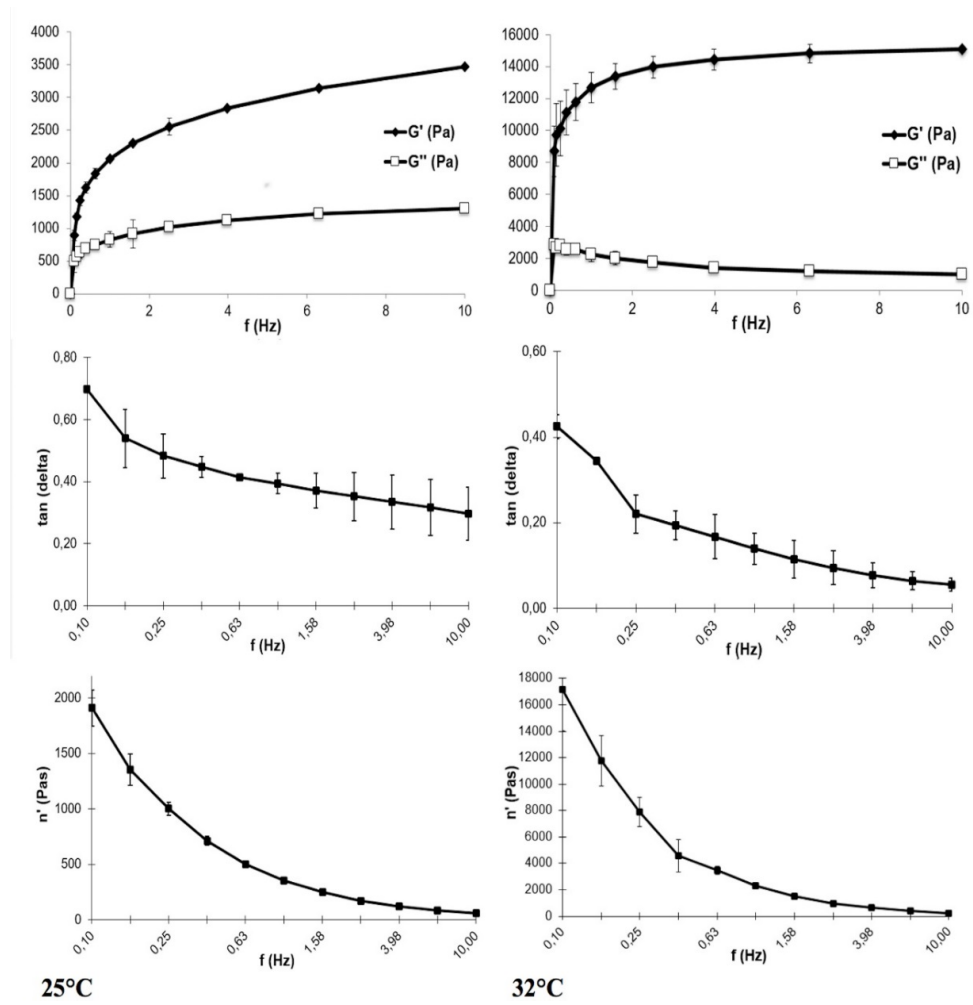 4000
3500
3000
2500
2000
1500
1000
500
0
G' (Pa)
G'' (Pa)
0 2 4 6 8 10
f (Hz)
16000
14000
12000
10000
8000
6000
4000
2000
0
G' (Pa)
G'' (Pa)
0 2 4 6 8 10
f (Hz)
tan (delta)
0,80
0,60
0,40
0,20
0,00
0,10 0,25 0,63 1,58 3,98 10,00
f (Hz)
tan (delta)
0,60
0,40
0,20
0,00
0,10 0,25 0,63 1,58 3,98 10,00
f (Hz)
n' (Pas)
2000
1500
1000
500
0
0,10 0,25 0,63 1,58 3,98 10,00
f (Hz)
n' (Pas)
18000
16000
14000
12000
10000
8000
6000
4000
2000
0
0,10 0,25 0,63 1,58 3,98 10,00
f (Hz)
25°C
32°C